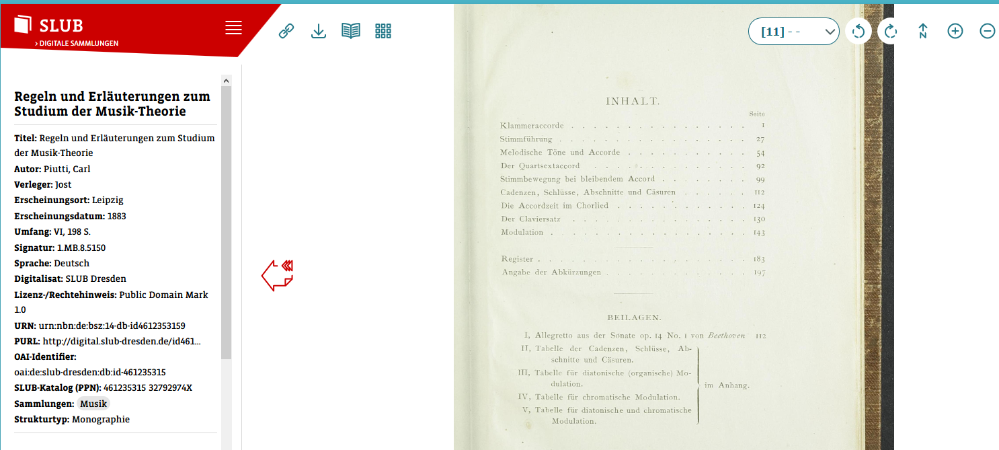 SLUB
› DIGITALE SAMMLUNGEN
[11] - -
N
Regeln und Erläuterungen zum
Studium der Musik-Theorie
Titel: Regeln und Erläuterungen zum Studium
der Musik-Theorie
Autor: Piutti, Carl
Verleger: Jost
Erscheinungsort: Leipzig
Erscheinungsdatum: 1883
Umfang: VI, 198 S.
Signatur: 1.MB.8.5150
Sprache: Deutsch
Digitalisat: SLUB Dresden
Lizenz-/Rechtehinweis: Public Domain Mark
1.0
URN: urn:nbn:de:bsz:14-db-id4612353159
PURL: http://digital.slub-dresden.de/id461...
OAI-Identifier:
oai:de:slub-dresden:db:id-461235315
SLUB-Katalog (PPN): 461235315 32792974X
Sammlungen: Musik
Strukturtyp: Monographie
INHALT.
Seite
Klammeraccorde . . . . . . . . . . . . . . 1
Stimmführung . . . . . . . . . . . . . . . 27
Melodische Töne und Accorde . . . . . . . . . . 54
Der Quartsextaccord . . . . . . . . . . . . 92
Stimmbewegung bei bleibendem Accord . . . . . . . 99
Cadenzen, Schlüsse, Abschnitte und Cäsuren . . . . . . 112
Die Accordzeit im Chorlied . . . . . . . . . . 124
Der Claviersatz . . . . . . . . . . . . . . 130
Modulation . . . . . . . . . . . . . . . 143
Register . . . . . . . . . . . . . . . . 183
Angabe der Abkürzungen . . . . . . . . . . . 197
BEILAGEN.
I, Allegretto aus der Sonate op. 14 No. 1 von Beethoven 112
II, Tabelle der Cadenzen, Schlüsse, Ab-
schnitte und Cäsuren.
III, Tabelle für diatonische (organische) Mo-
dulation.
im Anhang.
IV, Tabelle für chromatische Modulation.
V, Tabelle für diatonische und chromatische
Modulation.